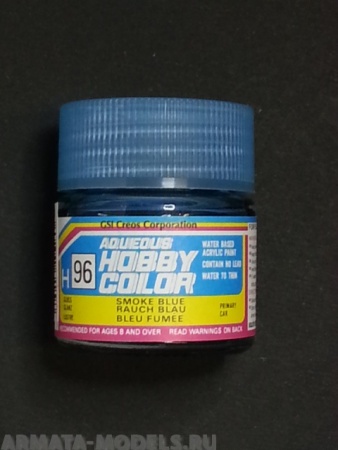 GSI Creos Corporation
AQUEOUS
HOBBY
COLOR
H 96
WATER BASED
ACRYLIC PAINT
CONTAIN NO LEAD
WATER TO THIN
SMOKE BLUE
RAUCH BLAU
BLEU FUMEE
PRIMARY
CAR
RECOMMENDED FOR AGES 8 AND OVER
READ WARNINGS ON BACK
ARMATA-MODELS.RU